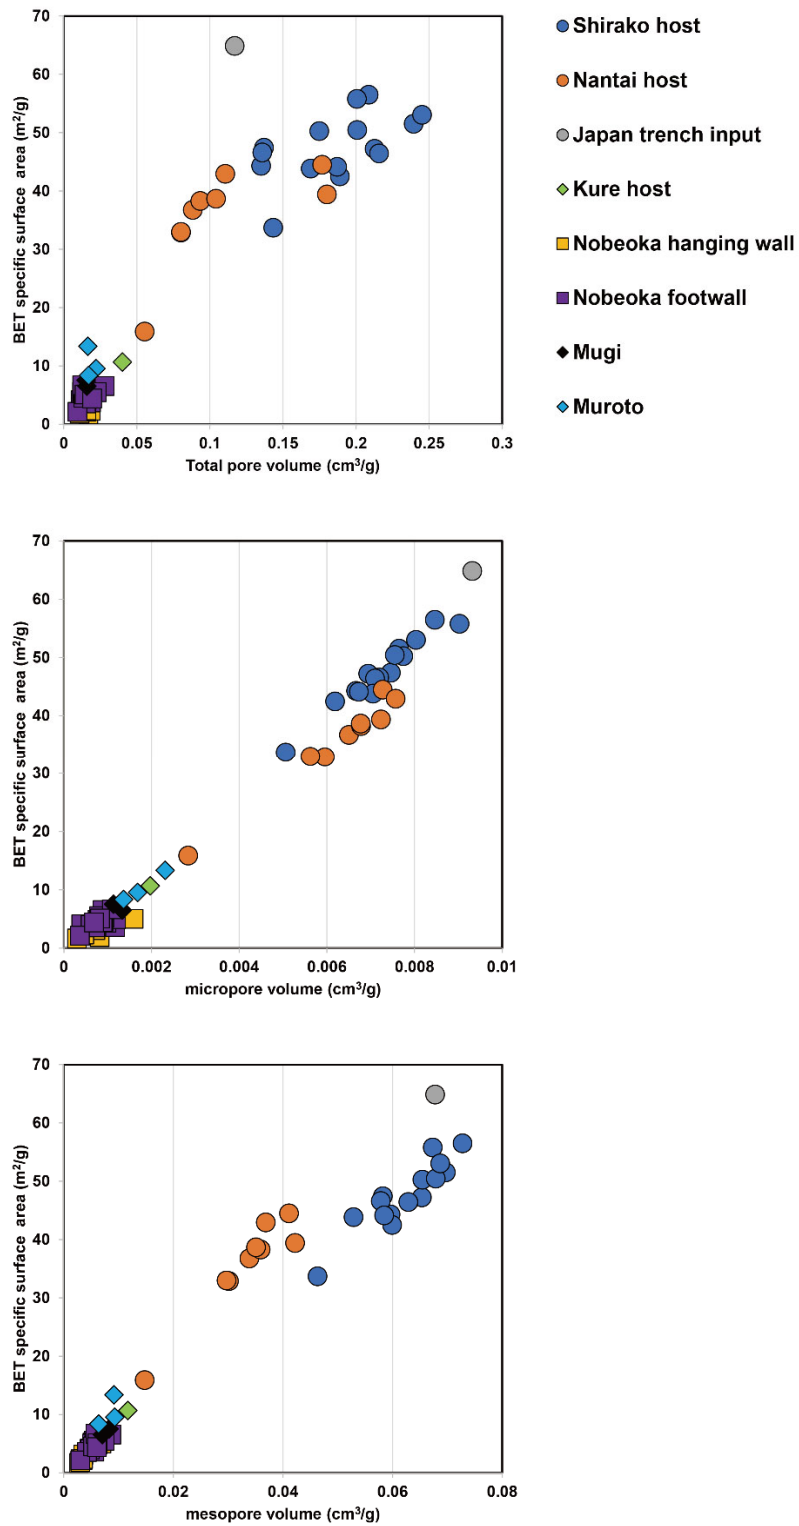 70
60
50
40
30
20
10
0
BET specific surface area (m²/g)
0 0.05 0.1 0.15 0.2 0.25 0.3
Total pore volume (cm³/g)
Shirako host
Nantai host
Japan trench input
Kure host
Nobeoka hanging wall
Nobeoka footwall
Mugi
Muroto
70
60
50
40
30
20
10
0
BET specific surface area (m²/g)
0 0.002 0.004 0.006 0.008 0.01
micropore volume (cm³/g)
70
60
50
40
30
20
10
0
BET specific surface area (m²/g)
0 0.02 0.04 0.06 0.08
mesopore volume (cm³/g)